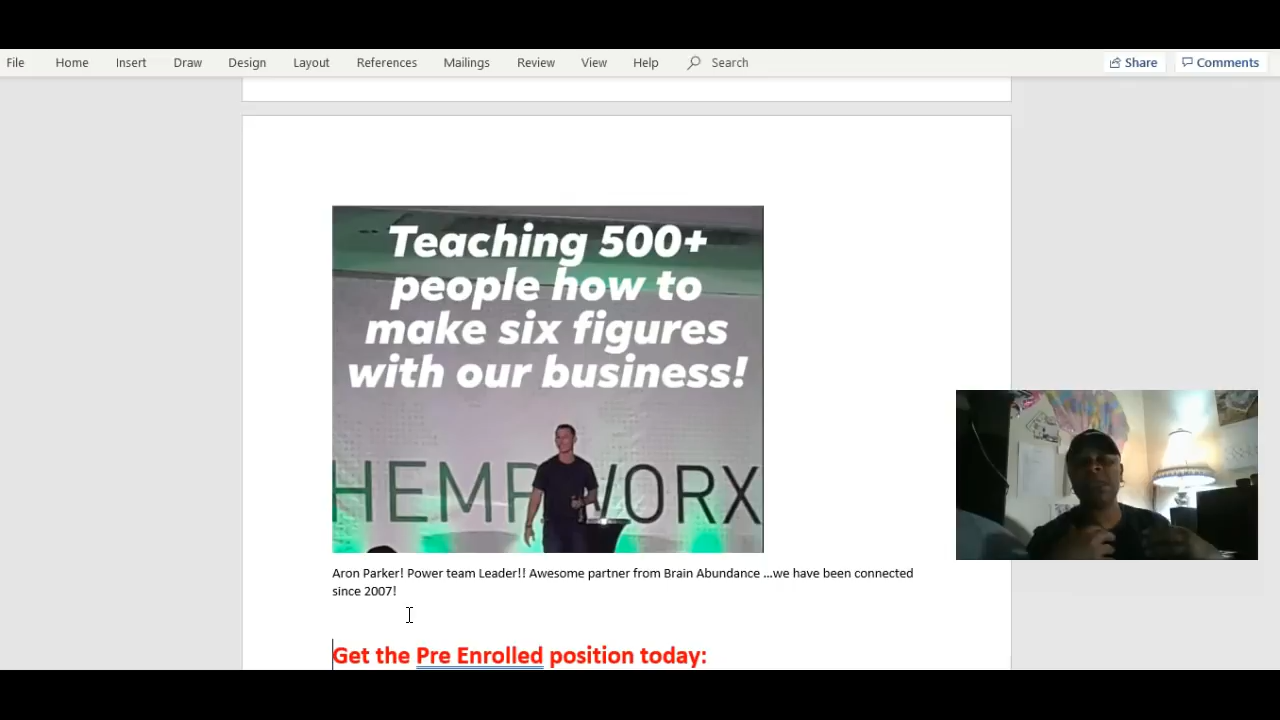 File Home Insert Draw Design Layout References Mailings Review View Help Search Share Comments
Teaching 500+
people how to
make six figures
with our business!
HEMPWORX
Aron Parker! Power team Leader!! Awesome partner from Brain Abundance ...we have been connected
since 2007!
Get the Pre Enrolled position today: